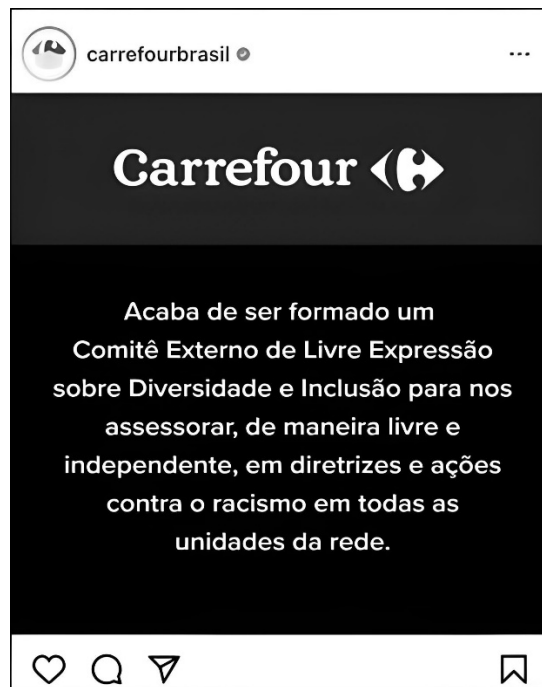 carrefourbrasil
Carrefour
Acaba de ser formado um
Comitê Externo de Livre Expressão
sobre Diversidade e Inclusão para nos
assessorar, de maneira livre e
independente, em diretrizes e ações
contra o racismo em todas as
unidades da rede.